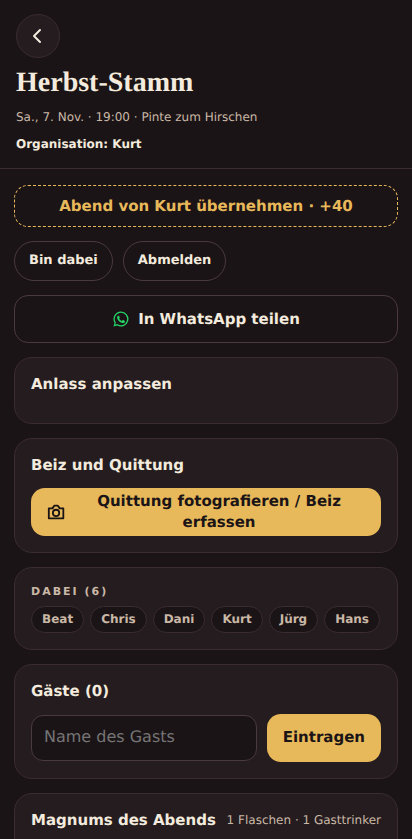 Herbst-Stamm
Sa., 7. Nov. · 19:00 · Pinte zum Hirschen
Organisation: Kurt
Abend von Kurt übernehmen · +40
Bin dabei
Abmelden
In WhatsApp teilen
Anlass anpassen
Beiz und Quittung
Quittung fotografieren / Beiz
erfassen
DABEI (6)
Beat Chris Dani Kurt Jürg Hans
Gäste (0)
Name des Gasts
Eintragen
Magnums des Abends 1 Flaschen · 1 Gasttrinker